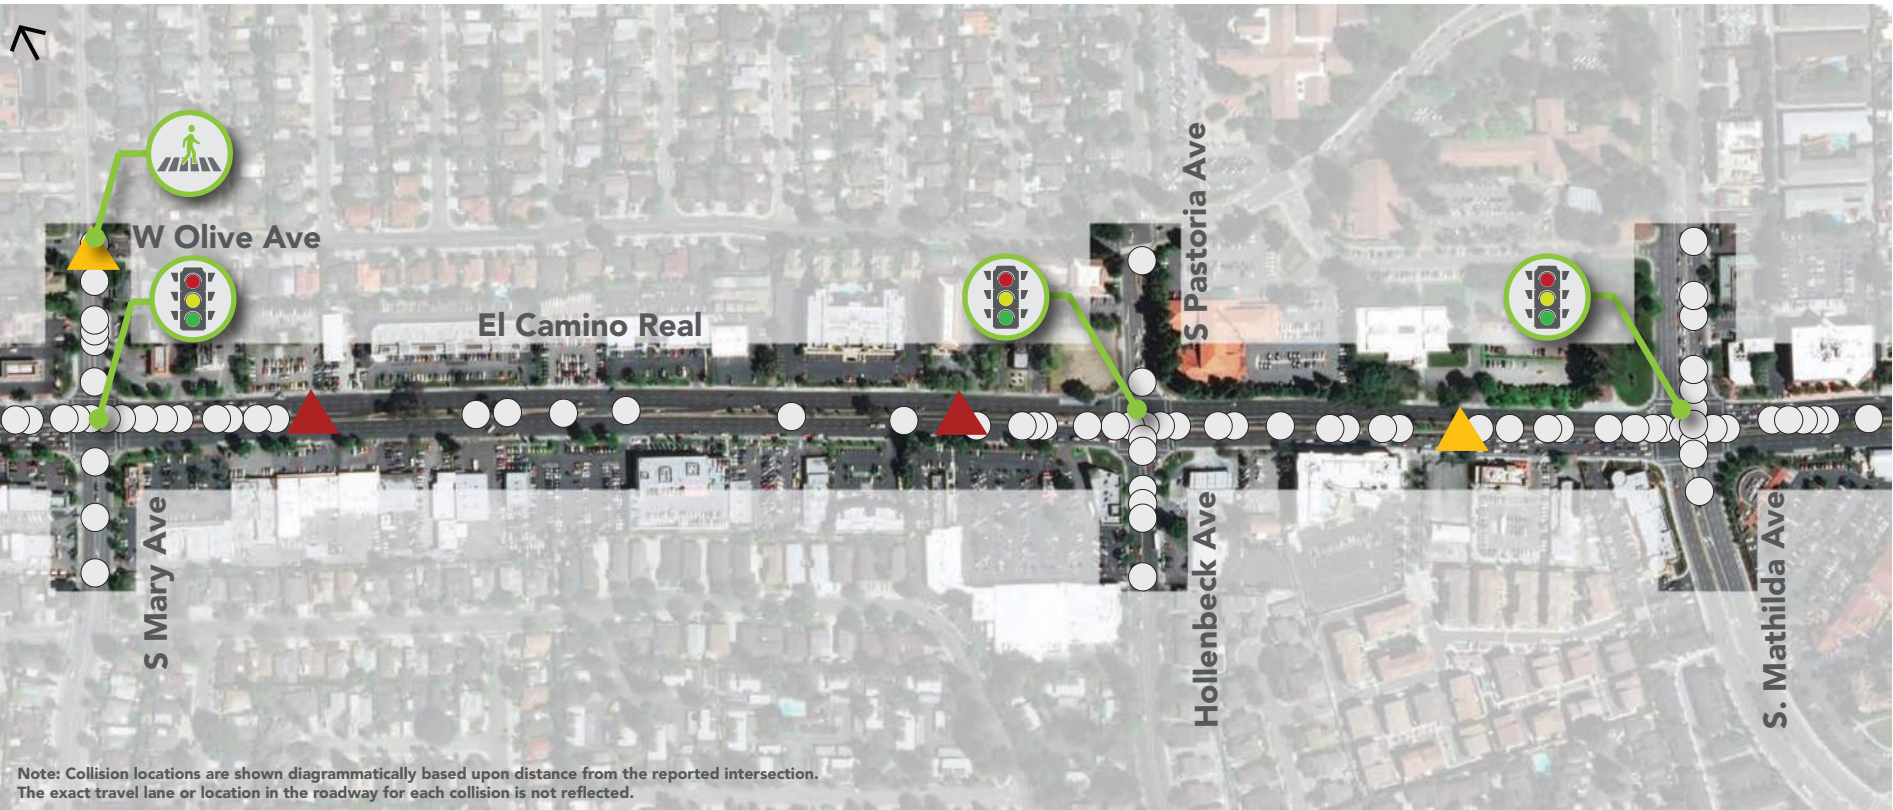 S Pastoria Ave
W Olive Ave
El Camino Real
S Mary Ave
Hollenbeck Ave
S. Mathilda Ave
Note: Collision locations are shown diagrammatically based upon distance from the reported intersection.
The exact travel lane or location in the roadway for each collision is not reflected.